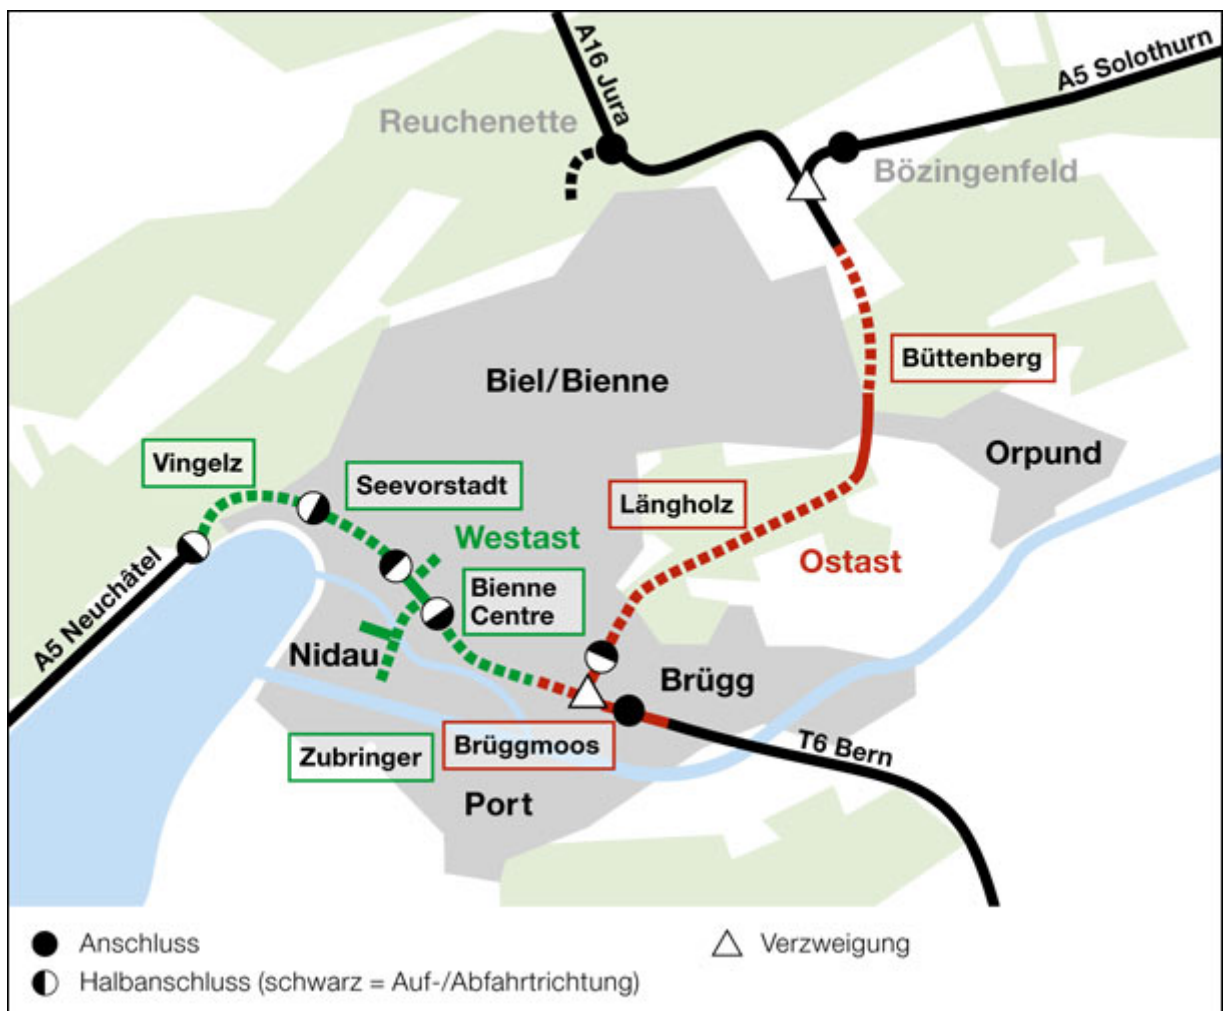 A16 Jura
A5 Solothurn
Reuchenette
Bözingenfeld
Büttenberg
Biel/Bienne
Orpund
Vingelz
Seevorstadt
Längholz
Westast
Ostast
Bienne
Centre
A5 Neuchâtel
Nidau
Brügg
Zubringer
Brüggmoos
T6 Bern
Port
Anschluss
Verzweigung
Halbanschluss (schwarz = Auf-/Abfahrtrichtung)